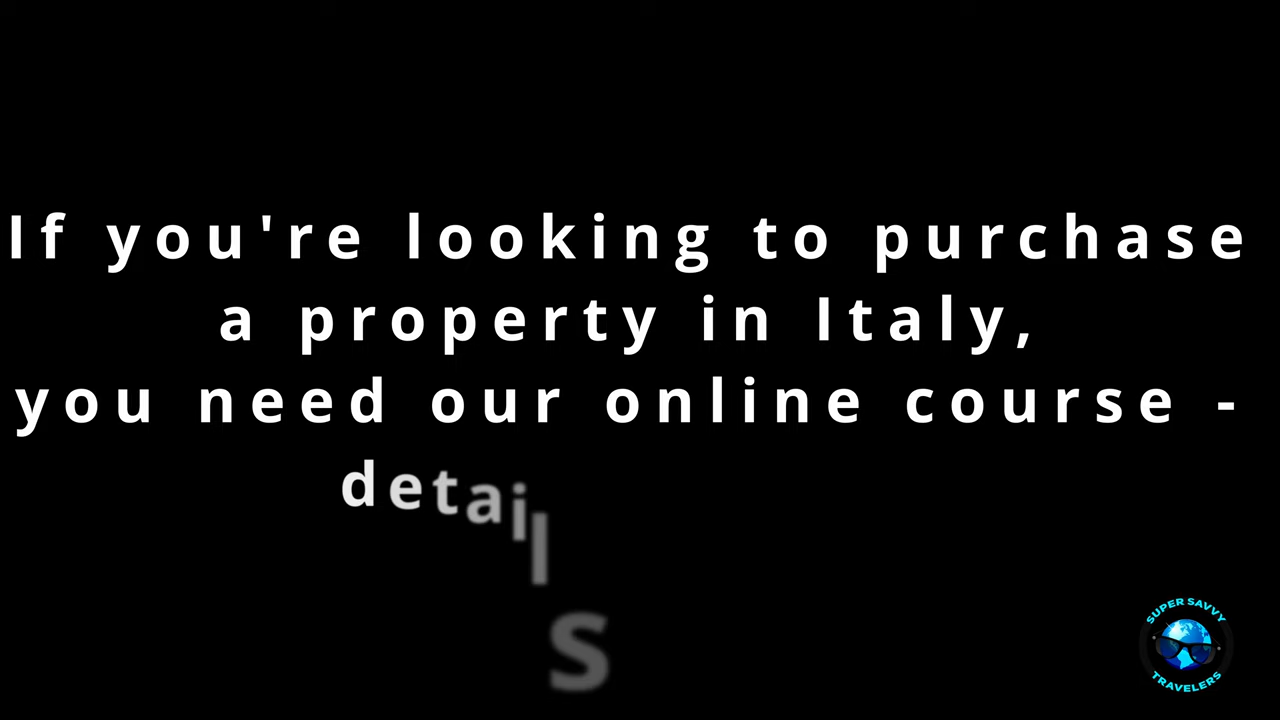 If you're looking to purchase
a property in Italy,
you need our online course -
details
SUPER SAVVY
TRAVELERS